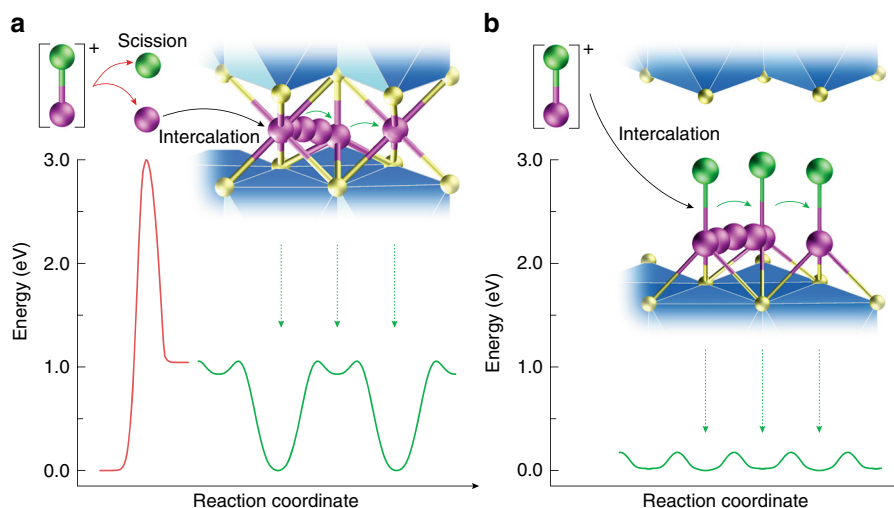 a
+
Scission
Intercalation
3.0
2.0
1.0
0.0
Energy (eV)
Reaction coordinate
b
+
Intercalation
3.0
2.0
1.0
0.0
Energy (eV)
Reaction coordinate